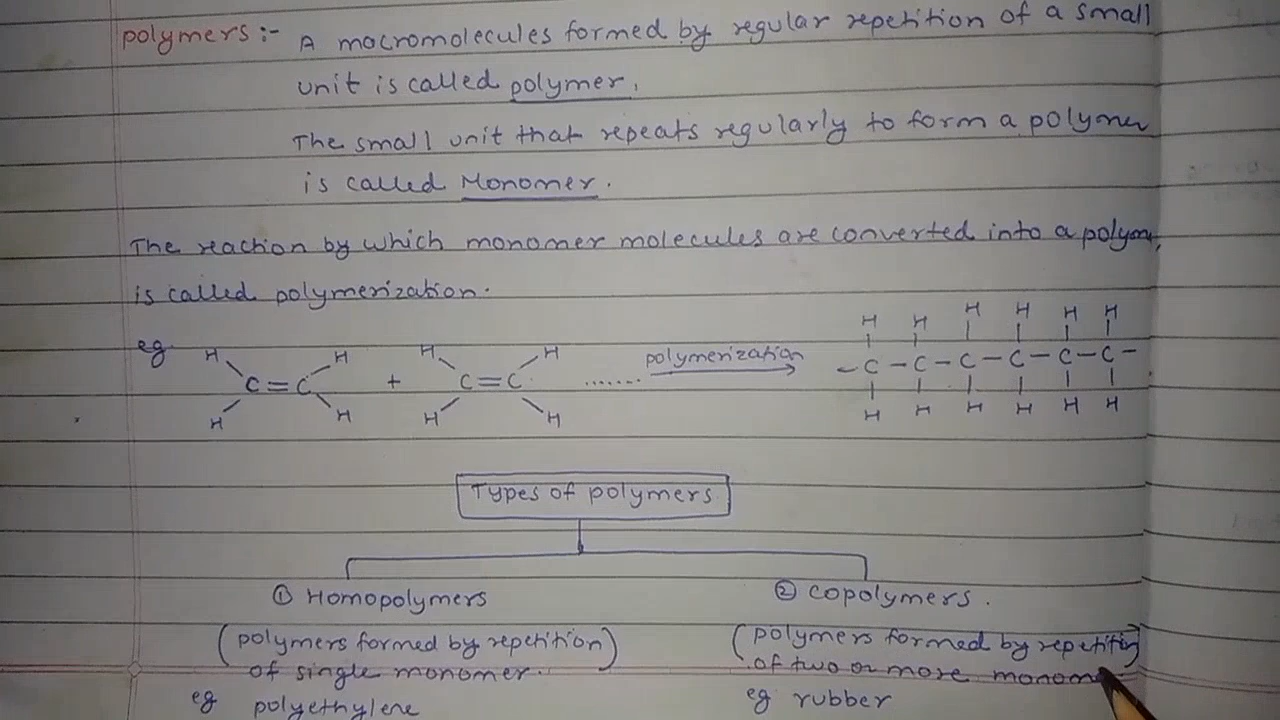 polymers :- A macromolecules formed by regular repetition of a small
unit is called polymer.
The small unit that repeats regularly to form a polymer
is called Monomer.
The reaction by which monomer molecules are converted into a
is called polymerization.
eg
H H H H
C = C + C = C ....... polymerization
H H H H
H H H H H H
- C - C - C - C - C - C -
H H H H H H
Types of polymers
① Homopolymers
(polymers formed by repetition)
of single monomer.
eg polyethylene
② copolymers.
(polymers formed by
of two or more
eg rubber